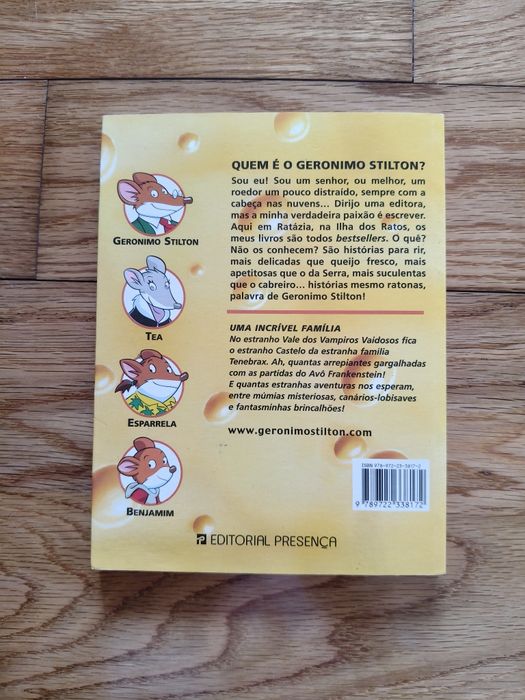 QUEM É O GERONIMO STILTON?
Sou eu! Sou um senhor, ou melhor, um
roedor um pouco distraído, sempre com a
cabeça nas nuvens... Dirijo uma editora,
mas a minha verdadeira paixão é escrever.
Aqui em Ratázia, na Ilha dos Ratos, os
meus livros são todos bestsellers. O quê?
Não os conhecem? São histórias para rir,
mais delicadas que queijo fresco, mais
apetitosas que o da Serra, mais suculentas
que o cabreiro... histórias mesmo ratonas,
palavra de Geronimo Stilton!
UMA INCRÍVEL FAMÍLIA
No estranho Vale dos Vampiros Vaidosos fica
o estranho Castelo da estranha família
Tenebrax. Ah, quantas arrepiantes gargalhadas
com as partidas do Avô Frankenstein!
E quantas estranhas aventuras nos esperam,
entre múmias misteriosas, canários-lobisaves
e fantasminhas brincalhões!
www.geronimostilton.com
GERONIMO STILTON
TEA
ESPARRELA
BENJAMIM
ISBN 978-972-23-3817-2
9 789722 338172
EDITORIAL PRESENÇA